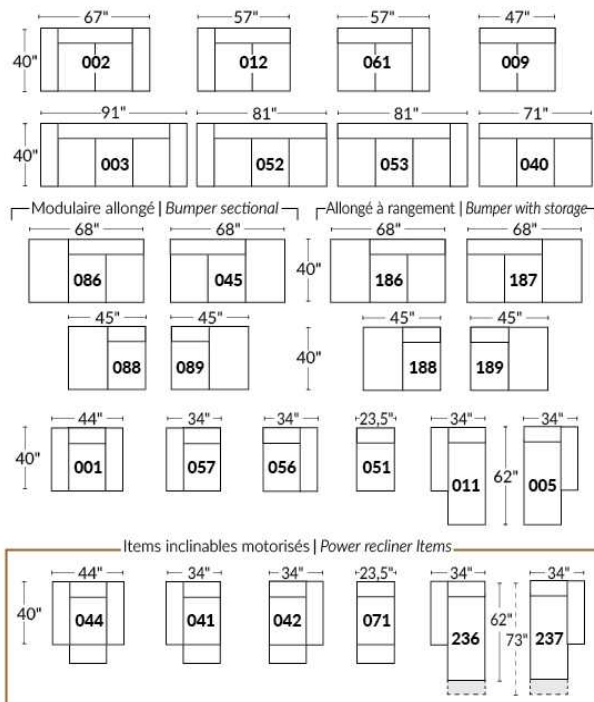 67" 57" 57" 47"
40" 002 012 061 009
91" 81" 81" 71"
40" 003 052 053 040
Modulaire allongé | Bumper sectional Allongé à rangement | Bumper with storage
68" 68" 68" 68"
086 045 40" 186 187
45" 45" 45" 45"
088 089 40" 188 189
44" 34" 34" 23,5" 34" 34"
40" 001 057 056 051 011 62" 005
Items inclinables motorisés | Power recliner Items
44" 34" 34" 23,5" 34" 34"
40" 044 041 042 071 236 62" 73" 237